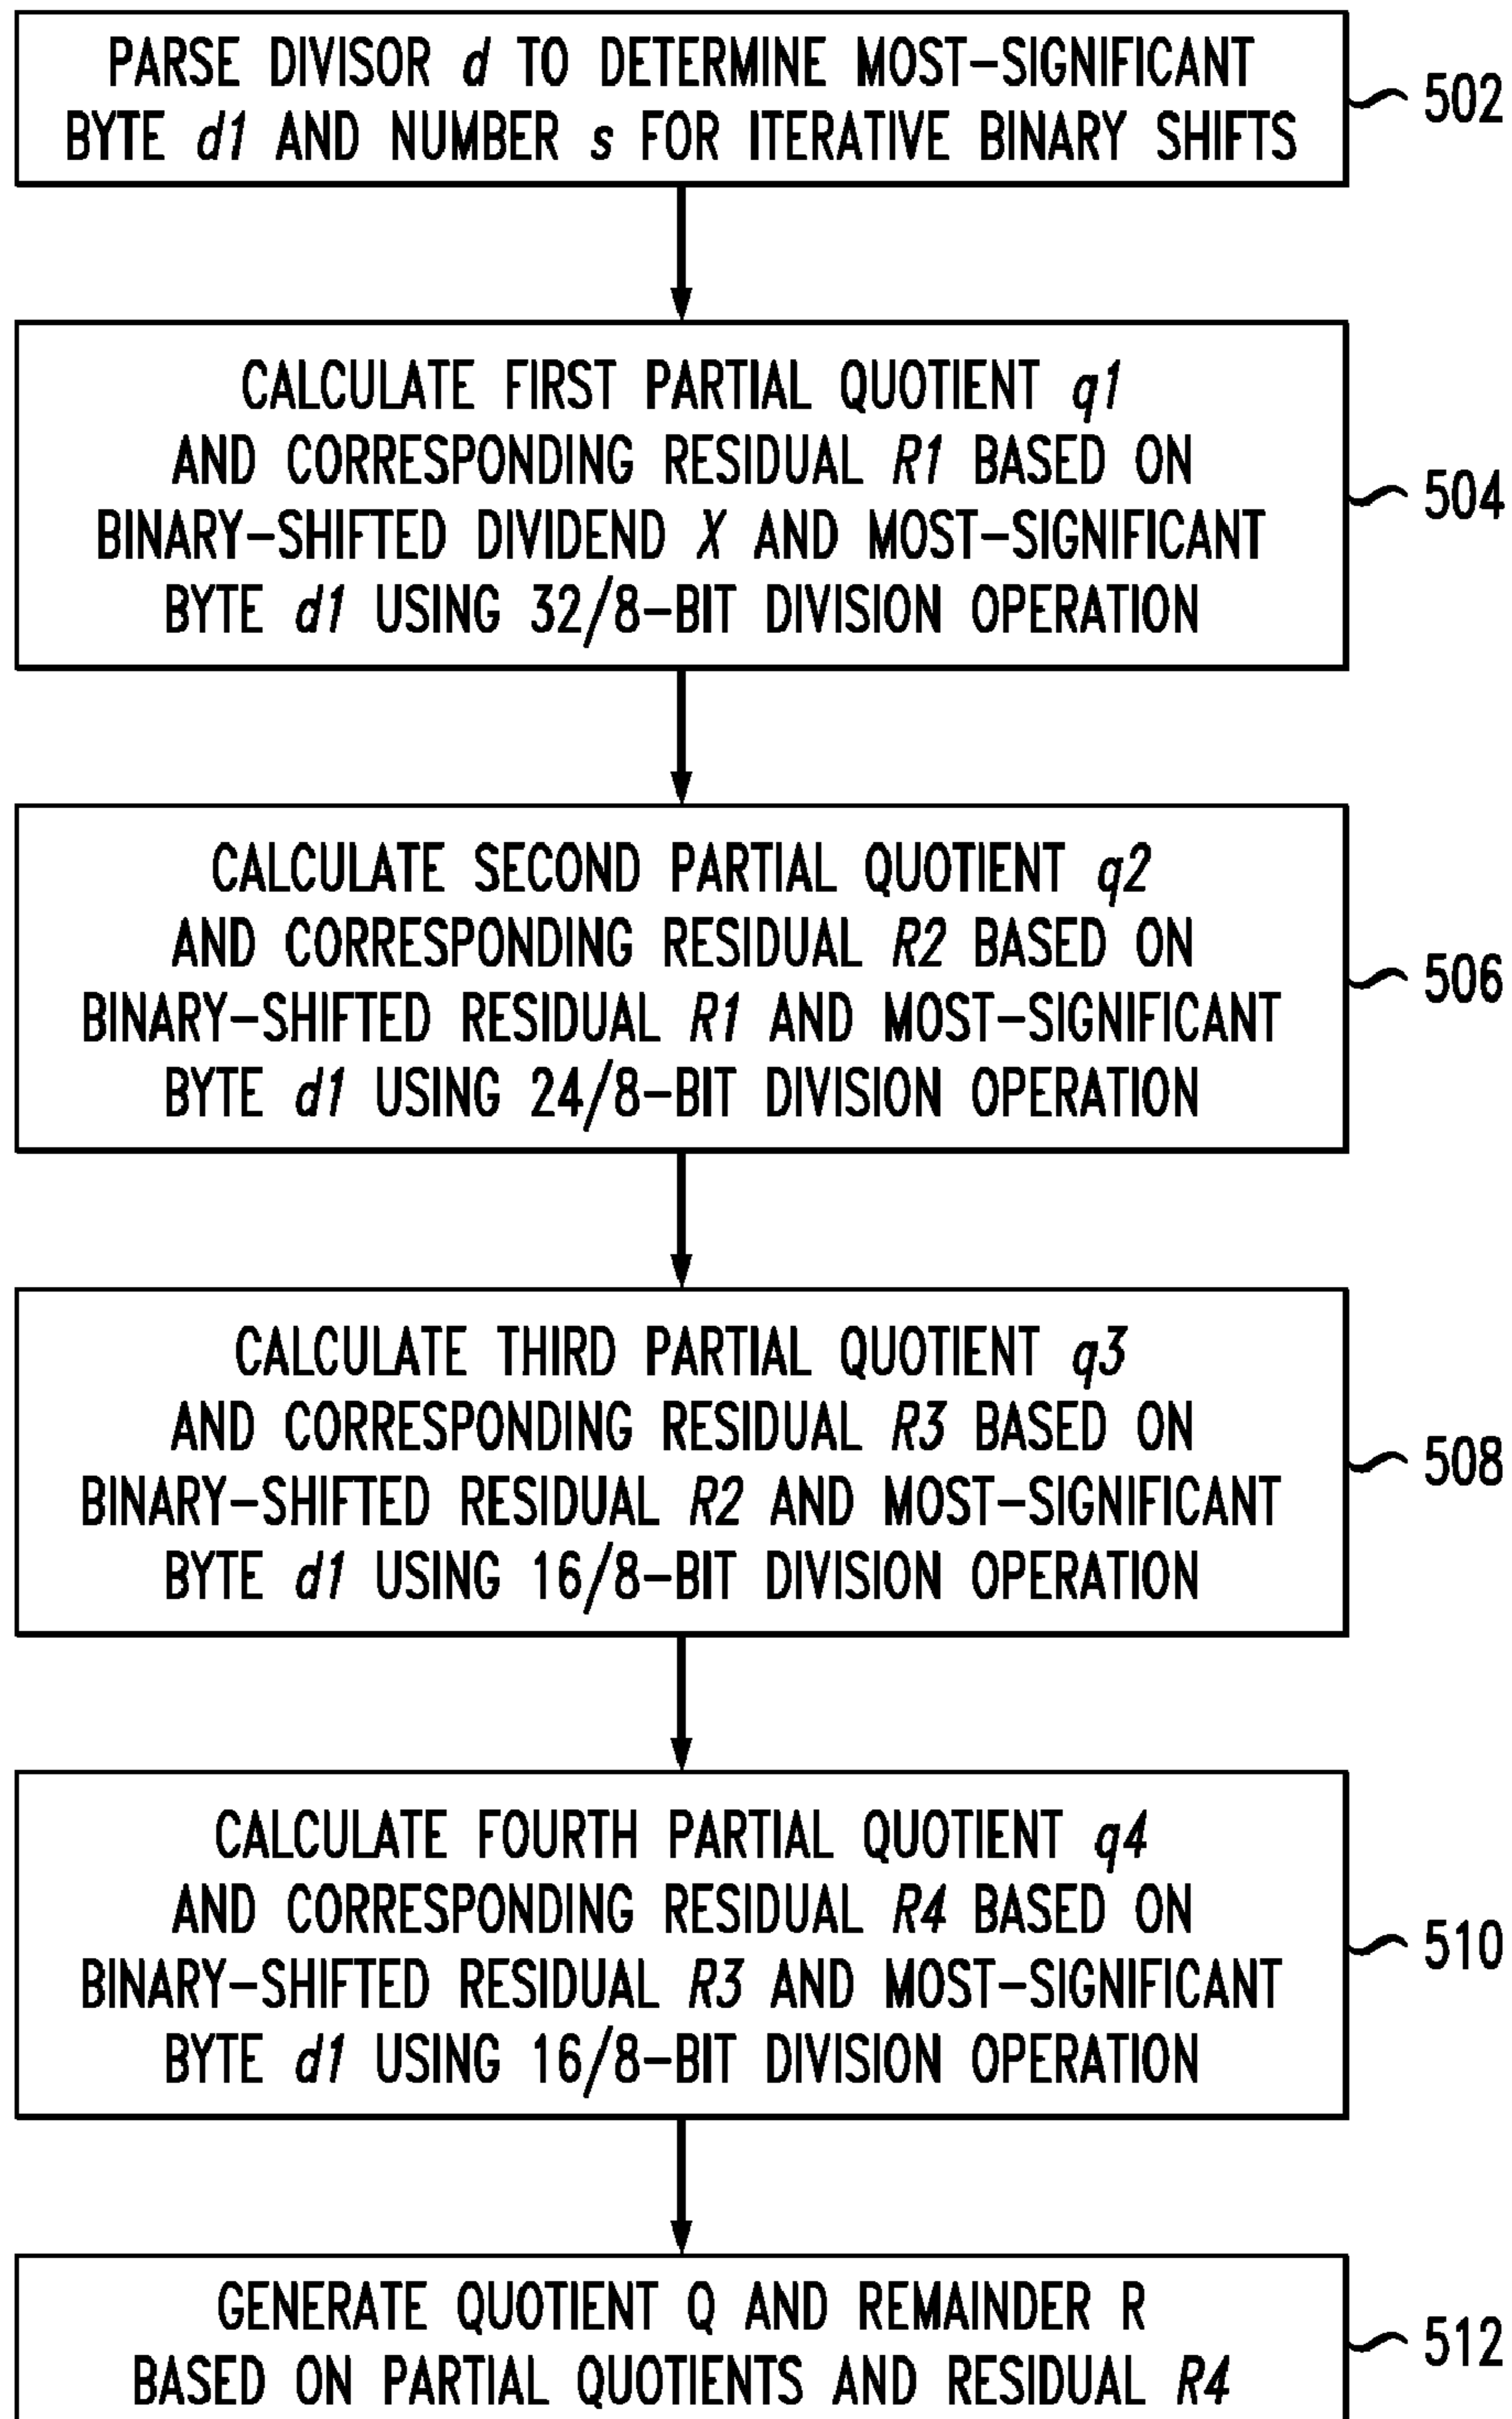 PARSE DIVISOR d TO DETERMINE MOST-SIGNIFICANT
BYTE d1 AND NUMBER s FOR ITERATIVE BINARY SHIFTS
502
CALCULATE FIRST PARTIAL QUOTIENT q1
AND CORRESPONDING RESIDUAL R1 BASED ON
BINARY-SHIFTED DIVIDEND X AND MOST-SIGNIFICANT
BYTE d1 USING 32/8-BIT DIVISION OPERATION
504
CALCULATE SECOND PARTIAL QUOTIENT q2
AND CORRESPONDING RESIDUAL R2 BASED ON
BINARY-SHIFTED RESIDUAL R1 AND MOST-SIGNIFICANT
BYTE d1 USING 24/8-BIT DIVISION OPERATION
506
CALCULATE THIRD PARTIAL QUOTIENT q3
AND CORRESPONDING RESIDUAL R3 BASED ON
BINARY-SHIFTED RESIDUAL R2 AND MOST-SIGNIFICANT
BYTE d1 USING 16/8-BIT DIVISION OPERATION
508
CALCULATE FOURTH PARTIAL QUOTIENT q4
AND CORRESPONDING RESIDUAL R4 BASED ON
BINARY-SHIFTED RESIDUAL R3 AND MOST-SIGNIFICANT
BYTE d1 USING 16/8-BIT DIVISION OPERATION
510
GENERATE QUOTIENT Q AND REMAINDER R
BASED ON PARTIAL QUOTIENTS AND RESIDUAL R4
512